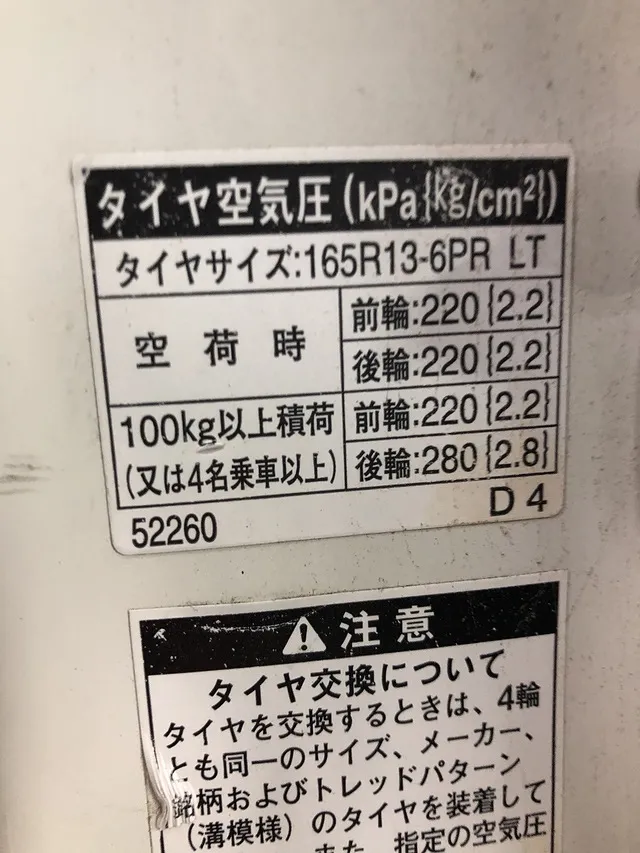 タイヤ空気圧(kPa{kg/cm²})
タイヤサイズ:165R13-6PR LT
空荷時
前輪:220{2.2}
後輪:220{2.2}
100kg以上積荷
(又は4名乗車以上)
前輪:220{2.2}
後輪:280{2.8}
52260
D4
注意
タイヤ交換について
タイヤを交換するときは、4輪
とも同一のサイズ、メーカー、
銘柄およびトレッドパターン
(溝模様)のタイヤを装着して
また、指定の空気圧